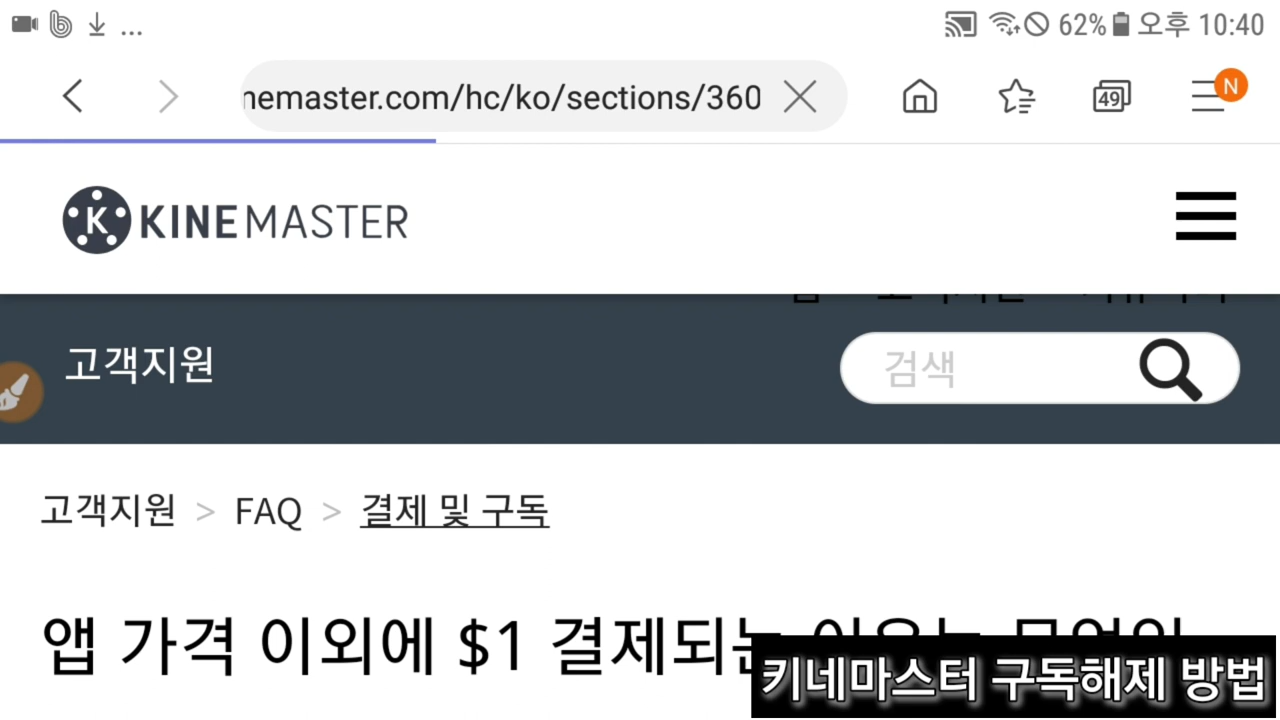 ... 62% 오후 10:40
nemaster.com/hc/ko/sections/360 49 N
K KINEMASTER
고객지원 검색
고객지원 > FAQ > 결제 및 구독
앱 가격 이외에 $1 결제되는
키네마스터 구독해제 방법